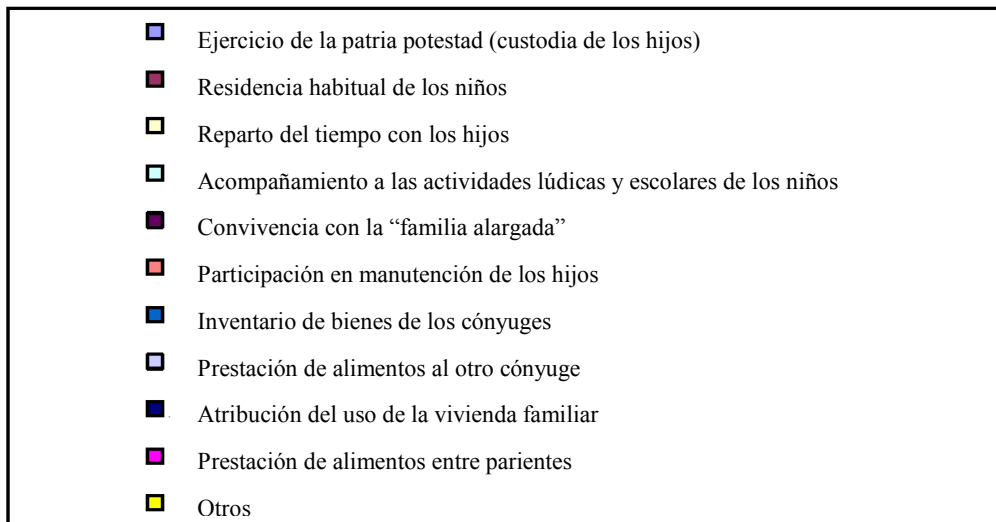 Ejercicio de la patria potestad (custodia de los hijos)
Residencia habitual de los niños
Reparto del tiempo con los hijos
Acompañamiento a las actividades lúdicas y escolares de los niños
Convivencia con la “familia alargada”
Participación en manutención de los hijos
Inventario de bienes de los cónyuges
Prestación de alimentos al otro cónyuge
Atribución del uso de la vivienda familiar
Prestación de alimentos entre parientes
Otros